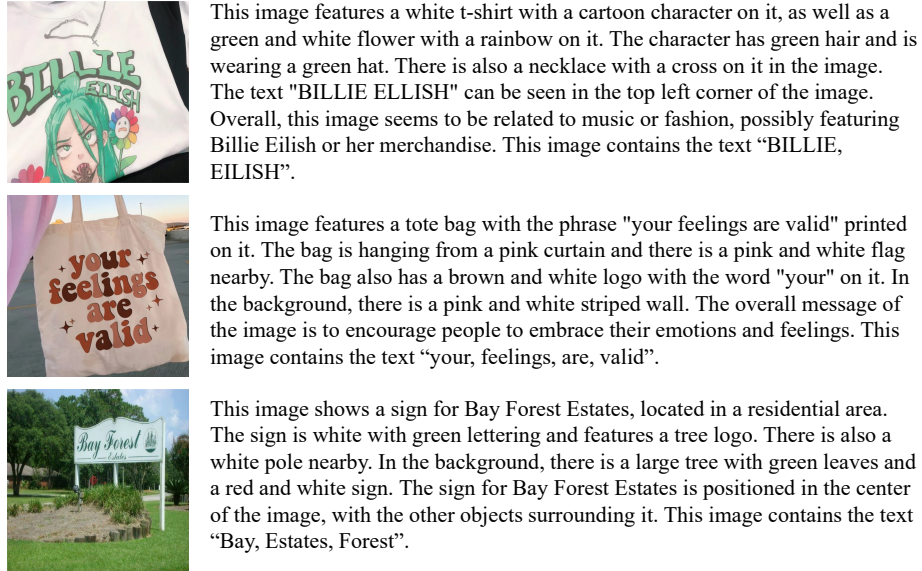 BILLIE
EILISH
This image features a white t-shirt with a cartoon character on it, as well as a
green and white flower with a rainbow on it. The character has green hair and is
wearing a green hat. There is also a necklace with a cross on it in the image.
The text "BILLIE ELLISH" can be seen in the top left corner of the image.
Overall, this image seems to be related to music or fashion, possibly featuring
Billie Eilish or her merchandise. This image contains the text “BILLIE,
EILISH”.
your
feelings
are
valid
This image features a tote bag with the phrase "your feelings are valid" printed
on it. The bag is hanging from a pink curtain and there is a pink and white flag
nearby. The bag also has a brown and white logo with the word "your" on it. In
the background, there is a pink and white striped wall. The overall message of
the image is to encourage people to embrace their emotions and feelings. This
image contains the text “your, feelings, are, valid”.
Bay Forest
Estates
This image shows a sign for Bay Forest Estates, located in a residential area.
The sign is white with green lettering and features a tree logo. There is also a
white pole nearby. In the background, there is a large tree with green leaves and
a red and white sign. The sign for Bay Forest Estates is positioned in the center
of the image, with the other objects surrounding it. This image contains the text
“Bay, Estates, Forest”.